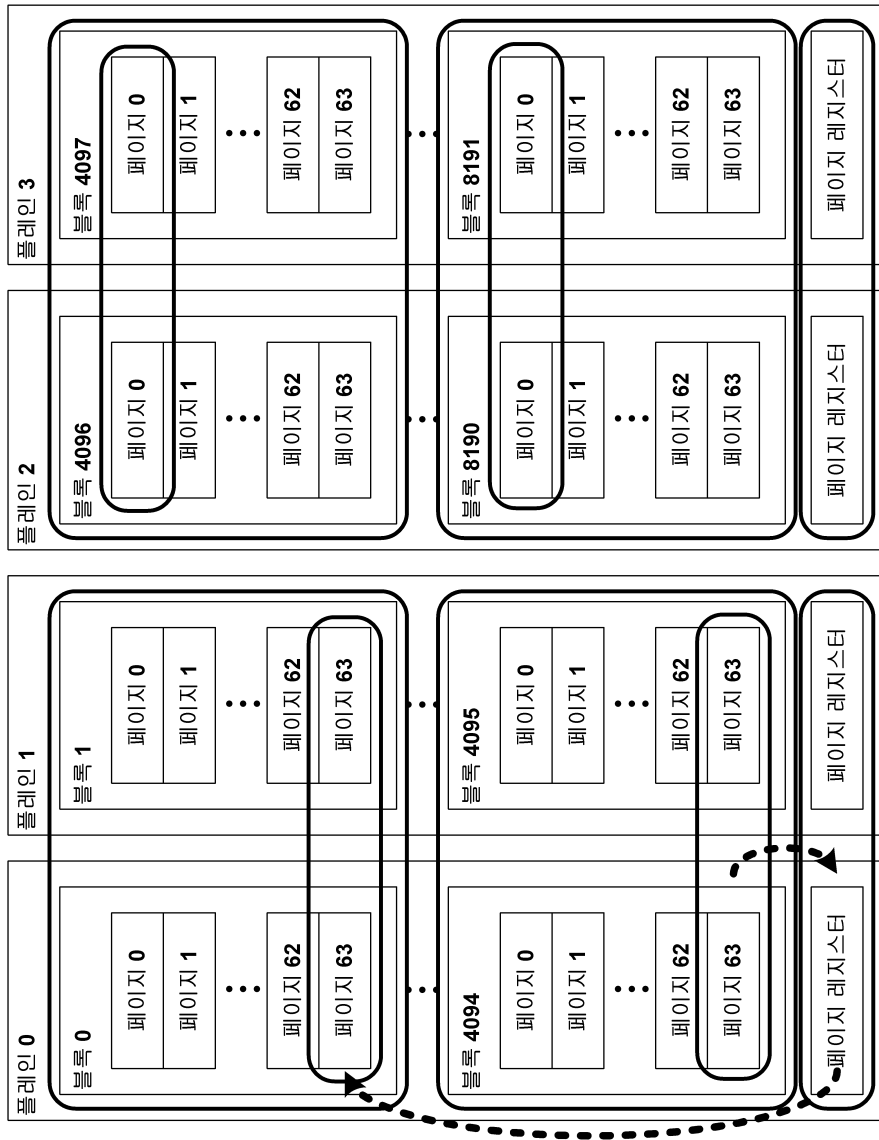 플레인 0
블록 0
페이지 0
페이지 1
페이지 62
페이지 63
블록 4094
페이지 0
페이지 1
페이지 62
페이지 63
페이지 레지스터
플레인 1
블록 1
페이지 0
페이지 1
페이지 62
페이지 63
블록 4095
페이지 0
페이지 1
페이지 62
페이지 63
페이지 레지스터
플레인 2
블록 4096
페이지 0
페이지 1
페이지 62
페이지 63
블록 8190
페이지 0
페이지 1
페이지 62
페이지 63
페이지 레지스터
플레인 3
블록 4097
페이지 0
페이지 1
페이지 62
페이지 63
블록 8191
페이지 0
페이지 1
페이지 62
페이지 63
페이지 레지스터